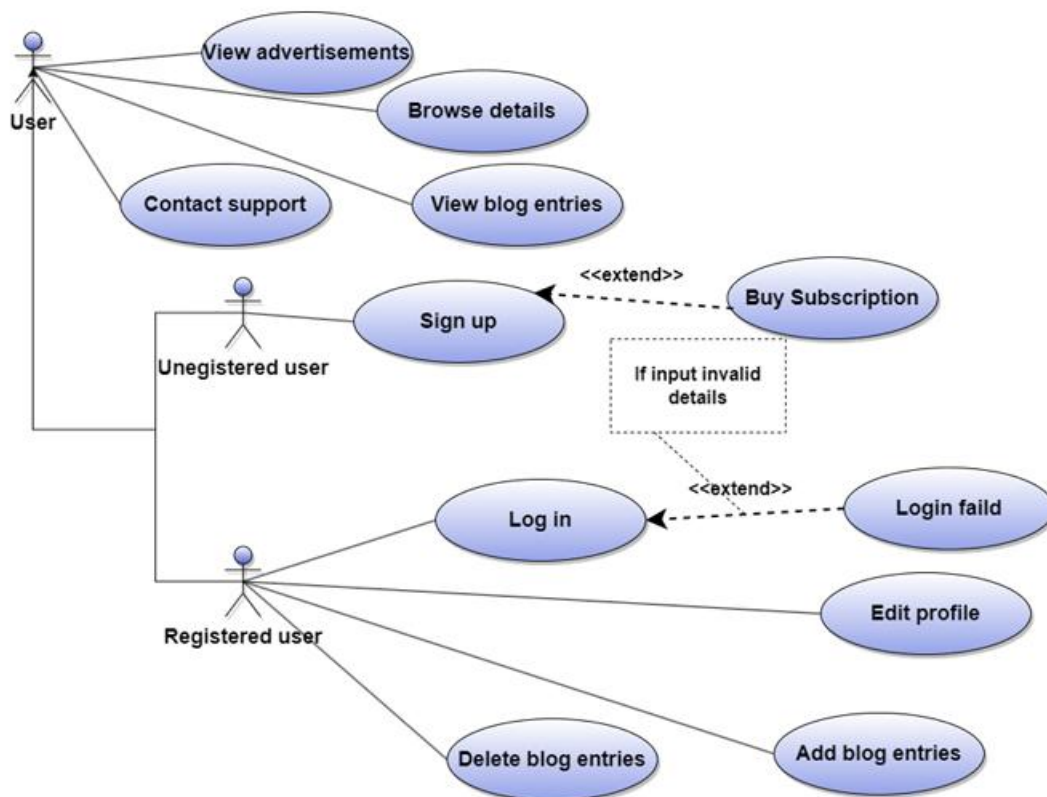 View advertisements
Browse details
User
Contact support
View blog entries
<<extend>>
Buy Subscription
Sign up
Unegistered user
If input invalid
details
<<extend>>
Log in
Login faild
Edit profile
Registered user
Delete blog entries
Add blog entries